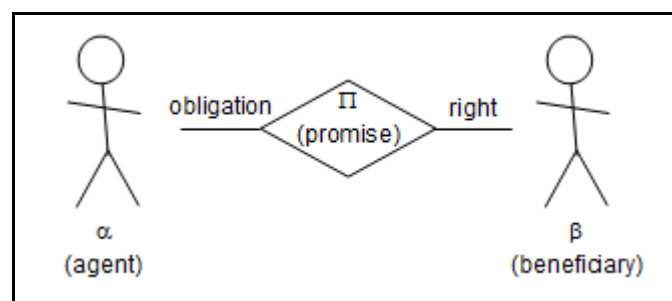 obligation
Π
(promise)
right
α
(agent)
β
(beneficiary)